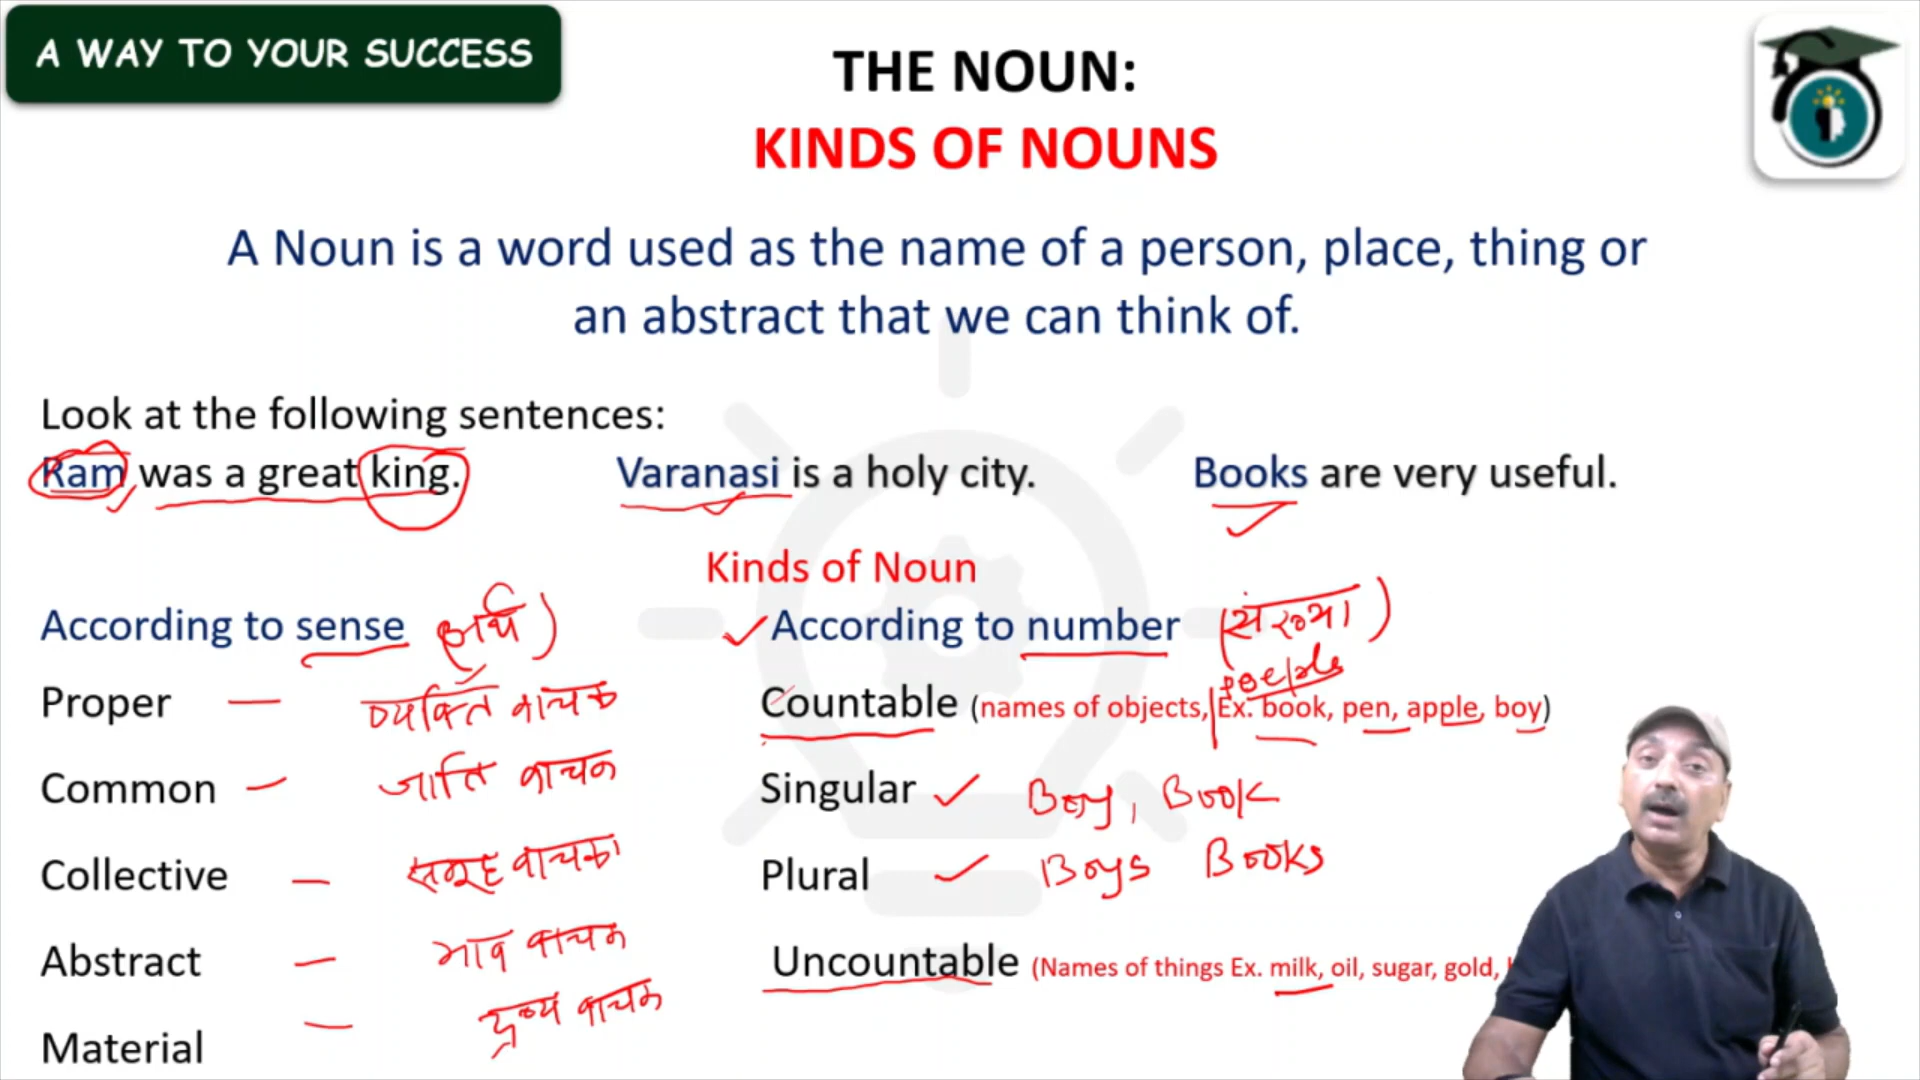 A WAY TO YOUR SUCCESS
THE NOUN:
KINDS OF NOUNS
A Noun is a word used as the name of a person, place, thing or
an abstract that we can think of.
Look at the following sentences:
Ram was a great king. Varanasi is a holy city. Books are very useful.
Kinds of Noun
According to sense (अर्थ) According to number (संख्या)
people
Proper — व्यक्ति वाचक Countable (names of objects, Ex. book, pen, apple, boy)
Common — जाति वाचक Singular Boy, Book
Collective — समूह वाचक Plural Boys Books
Abstract — भाव वाचक Uncountable (Names of things Ex. milk, oil, sugar, gold,
Material — द्रव्य वाचक